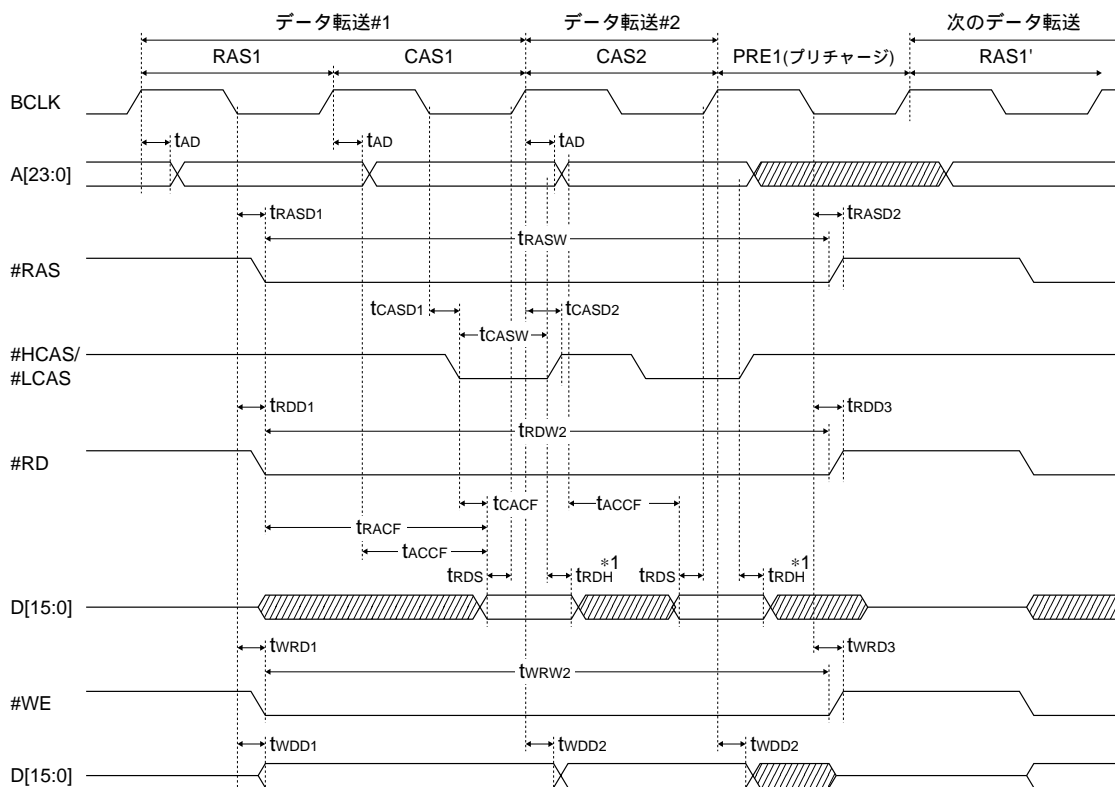 データ転送#1 データ転送#2 次のデータ転送
RAS1 CAS1 CAS2 PRE1(プリチャージ) RAS1'
BCLK
tAD tAD tAD
A[23:0]
tRASD1 tRASD2
tRASW
#RAS
tCASD1 tCASD2
tCASW
#HCAS/
#LCAS
tRDD1 tRDD3
tRDW2
#RD
tCACF tACCF
tRACF
tACCF
tRDS tRDH*1 tRDS tRDH*1
D[15:0]
tWRD1 tWRD3
tWRW2
#WE
tWDD1 tWDD2 tWDD2
D[15:0]